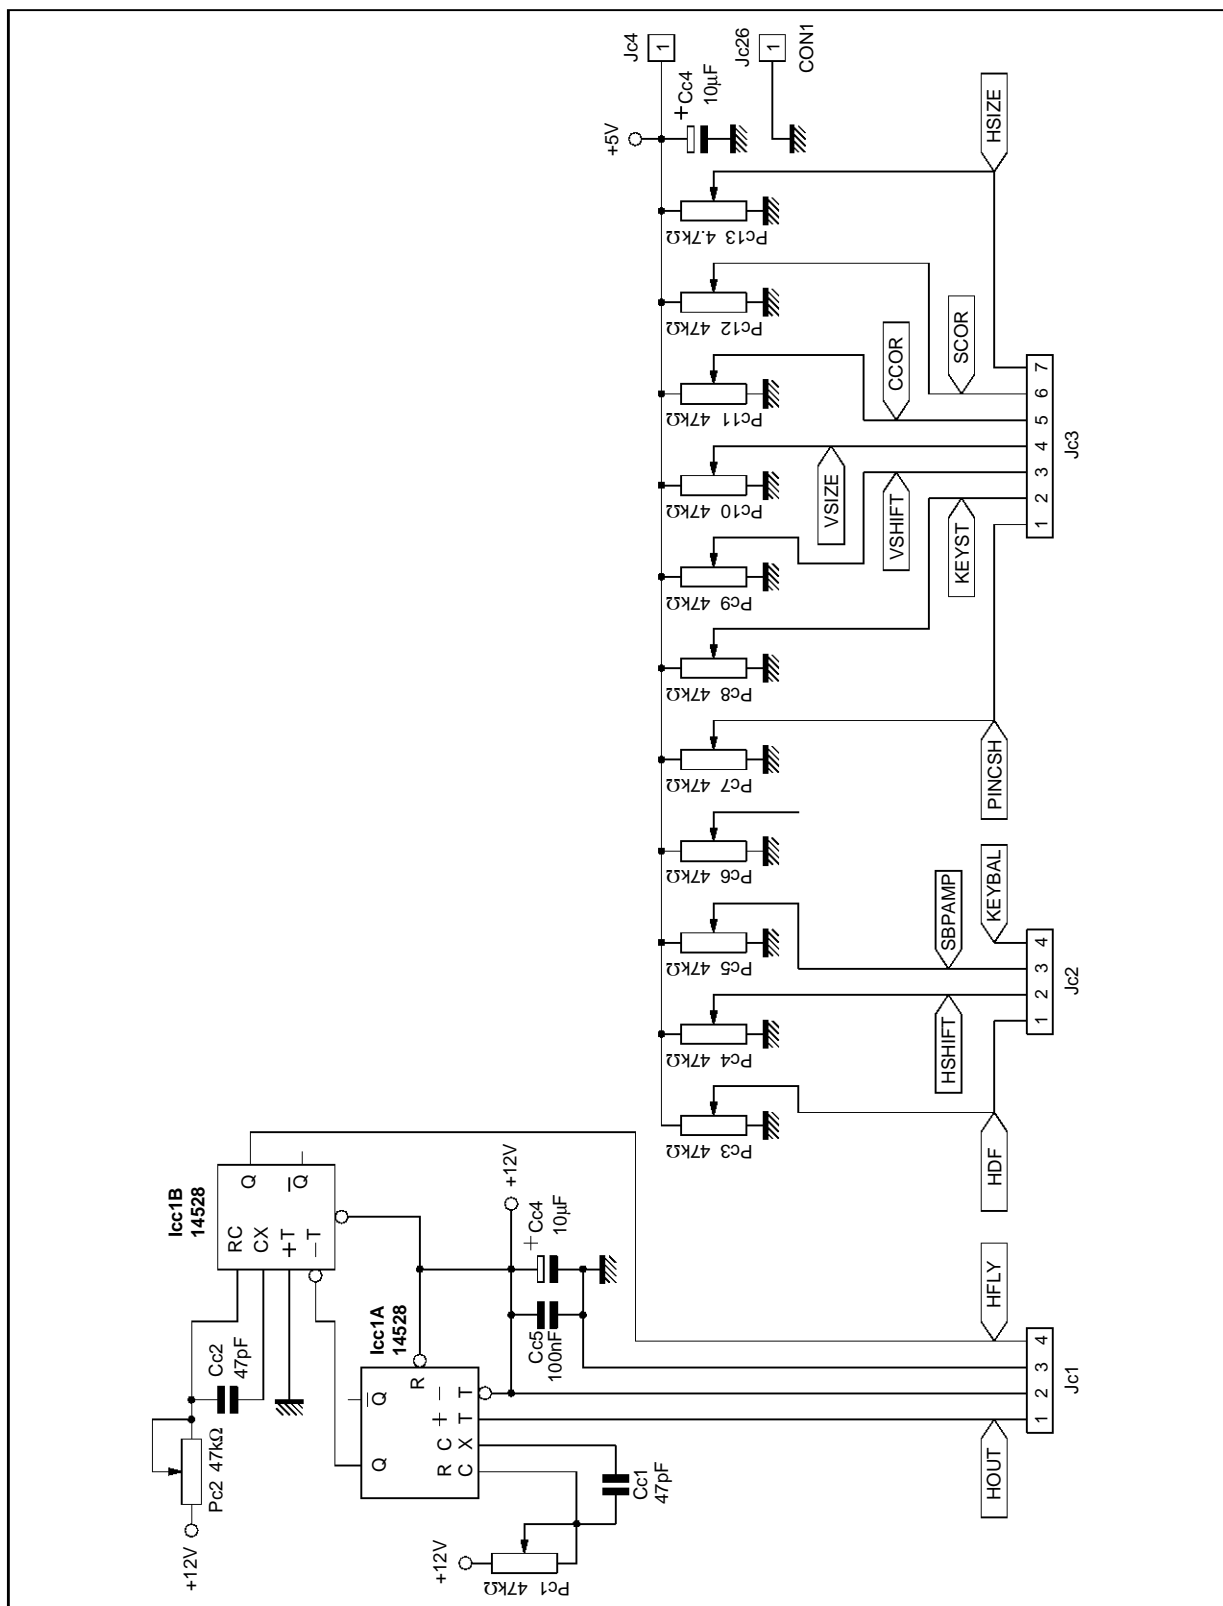 Jc4
1
Jc26
1
CON1
+5V
+
Cc4
10µF
HSIZE
Pc13 4.7kΩ
Pc12 47kΩ
Pc11 47kΩ
Pc10 47kΩ
Pc9 47kΩ
Pc8 47kΩ
Pc7 47kΩ
Pc6 47kΩ
Pc5 47kΩ
Pc4 47kΩ
Pc3 47kΩ
SCOR
CCOR
VSIZE
VSHIFT
KEYST
PINCSH
7
6
5
4
3
2
1
Jc3
KEYBAL
SBPAMP
HSHIFT
HDF
4
3
2
1
Jc2
Icc1B
14528
RC
CX
+T
−T
Q
Q
Cc2
47pF
Pc2 47kΩ
+12V
Icc1A
14528
Q
Q
R
R
C
C
X
+
T
−
T
+12V
+
Cc4
10µF
Cc5
100nF
Cc1
47pF
+12V
Pc1 47kΩ
HFLY
HOUT
4
3
2
1
Jc1